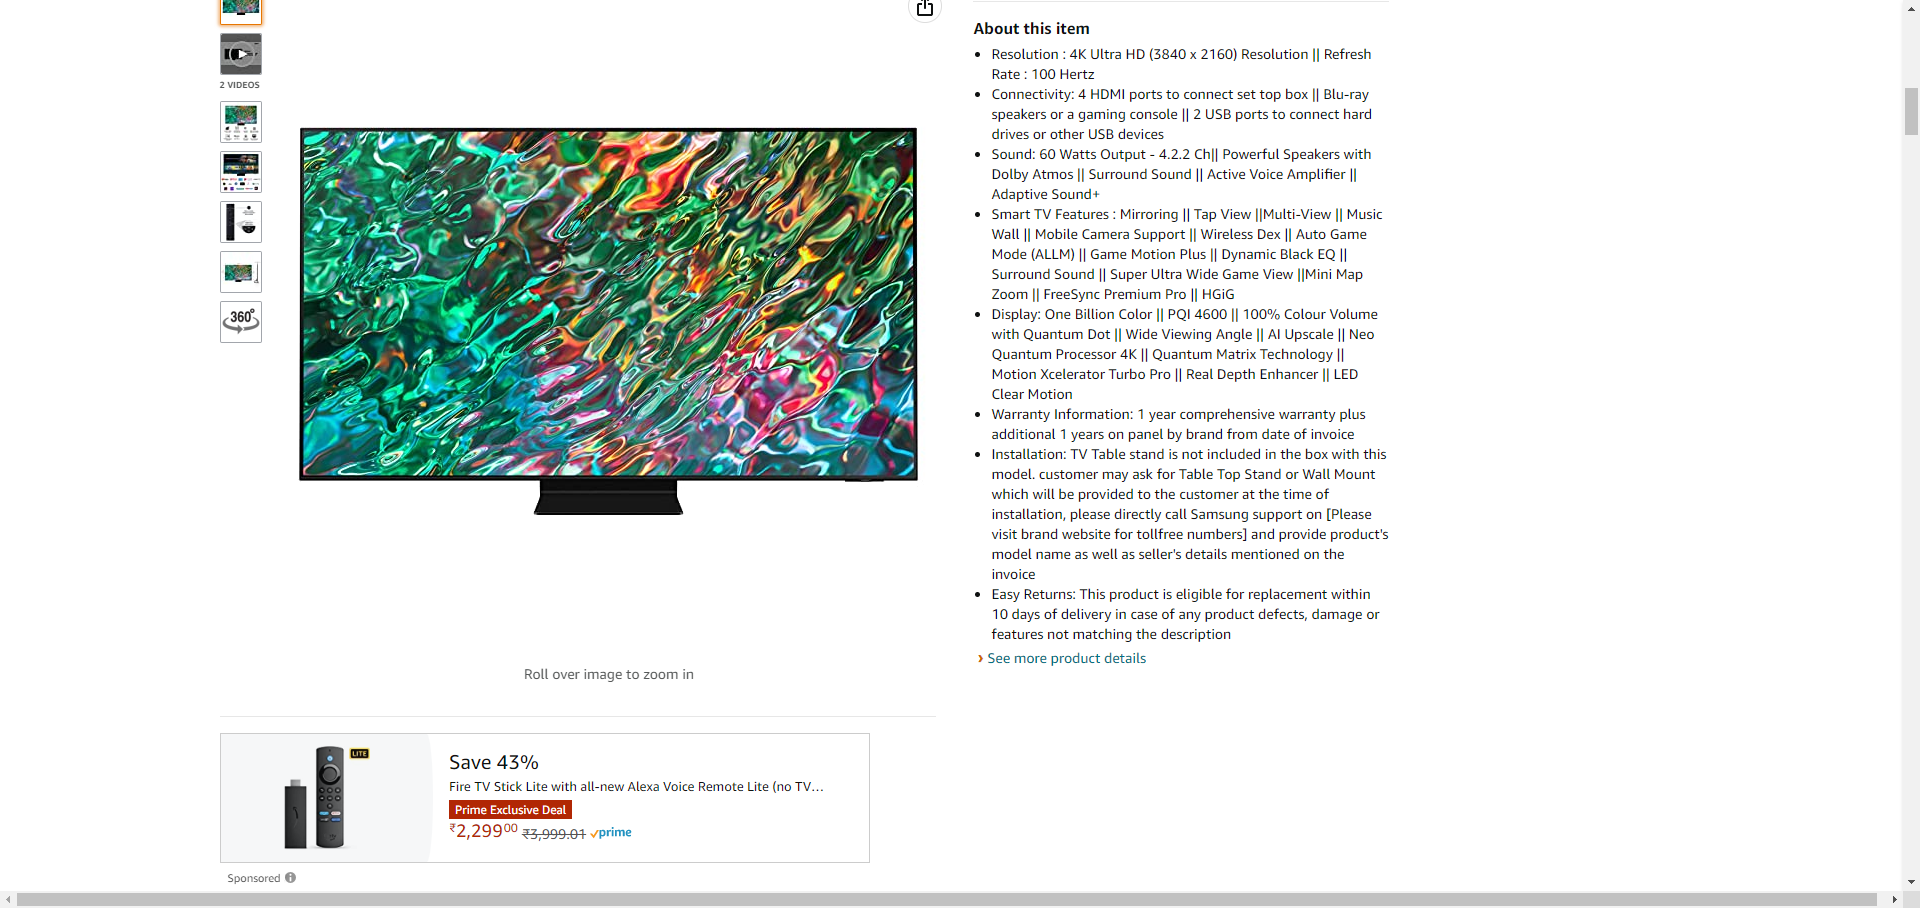 2 VIDEOS
360°
Roll over image to zoom in
About this item
Resolution : 4K Ultra HD (3840 x 2160) Resolution || Refresh
Rate : 100 Hertz
Connectivity: 4 HDMI ports to connect set top box || Blu-ray
speakers or a gaming console || 2 USB ports to connect hard
drives or other USB devices
Sound: 60 Watts Output - 4.2.2 Ch|| Powerful Speakers with
Dolby Atmos || Surround Sound || Active Voice Amplifier ||
Adaptive Sound+
Smart TV Features : Mirroring || Tap View ||Multi-View || Music
Wall || Mobile Camera Support || Wireless Dex || Auto Game
Mode (ALLM) || Game Motion Plus || Dynamic Black EQ ||
Surround Sound || Super Ultra Wide Game View ||Mini Map
Zoom || FreeSync Premium Pro || HGiG
Display: One Billion Color || PQI 4600 || 100% Colour Volume
with Quantum Dot || Wide Viewing Angle || AI Upscale || Neo
Quantum Processor 4K || Quantum Matrix Technology ||
Motion Xcelerator Turbo Pro || Real Depth Enhancer || LED
Clear Motion
Warranty Information: 1 year comprehensive warranty plus
additional 1 years on panel by brand from date of invoice
Installation: TV Table stand is not included in the box with this
model. customer may ask for Table Top Stand or Wall Mount
which will be provided to the customer at the time of
installation, please directly call Samsung support on [Please
visit brand website for tollfree numbers] and provide product's
model name as well as seller's details mentioned on the
invoice
Easy Returns: This product is eligible for replacement within
10 days of delivery in case of any product defects, damage or
features not matching the description
› See more product details
LITE
Save 43%
Fire TV Stick Lite with all-new Alexa Voice Remote Lite (no TV…
Prime Exclusive Deal
₹2,299.00 ₹3,999.01 prime
Sponsored